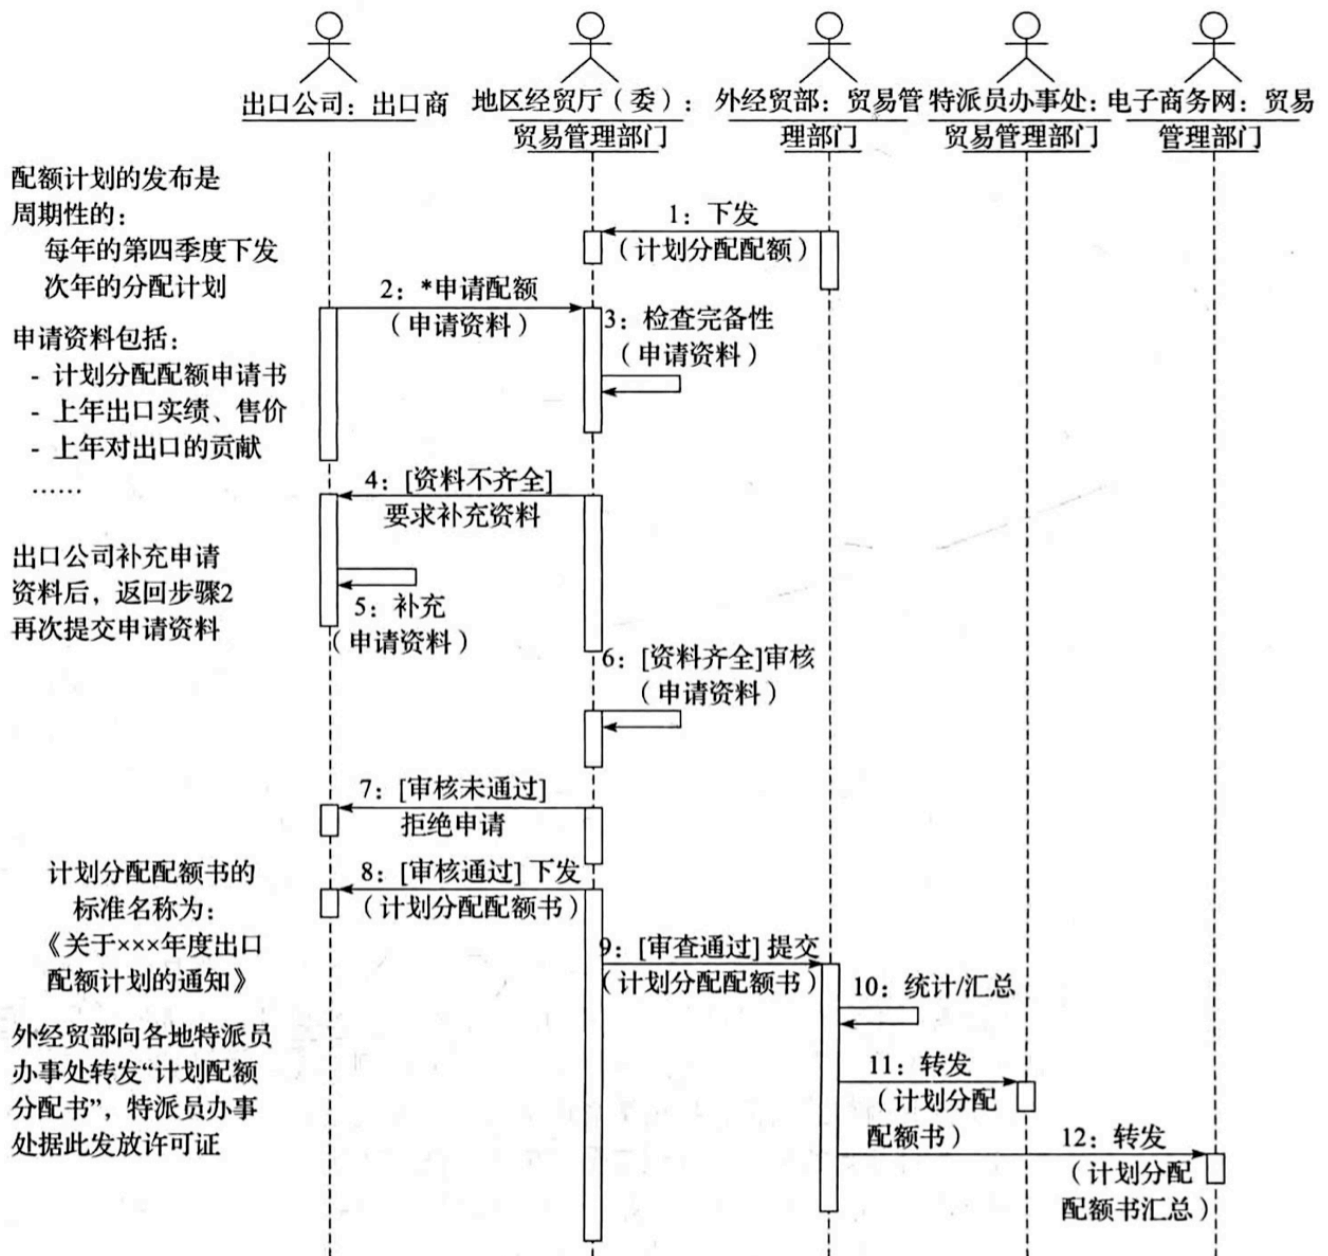 出口公司：出口商
地区经贸厅（委）：
贸易管理部门
外经贸部：贸易管
理部门
特派员办事处：
贸易管理部门
电子商务网：贸易
管理部门
配额计划的发布是
周期性的：
每年的第四季度下发
次年的分配计划
1：下发
（计划分配配额）
2：*申请配额
（申请资料）
3：检查完备性
（申请资料）
申请资料包括：
- 计划分配配额申请书
- 上年出口实绩、售价
- 上年对出口的贡献
……
4：[资料不齐全]
要求补充资料
出口公司补充申请
资料后，返回步骤2
再次提交申请资料
5：补充
（申请资料）
6：[资料齐全]审核
（申请资料）
7：[审核未通过]
拒绝申请
8：[审核通过] 下发
（计划分配配额书）
计划分配配额书的
标准名称为：
《关于×××年度出口
配额计划的通知》
9：[审查通过] 提交
（计划分配配额书）
10：统计/汇总
外经贸部向各地特派员
办事处转发“计划配额
分配书”，特派员办事
处据此发放许可证
11：转发
（计划分配
配额书）
12：转发
（计划分配
配额书汇总）